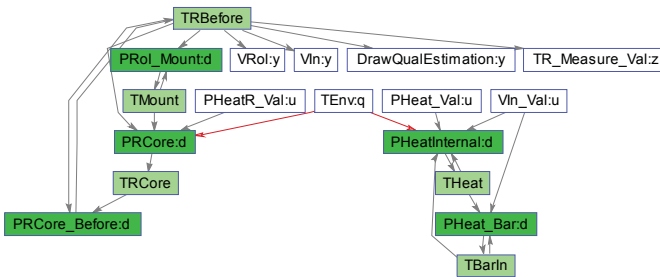 TRBefore
PRol_Mount:d
VRol:y
VIn:y
DrawQualEstimation:y
TR_Measure_Val:z
TMount
PHeatR_Val:u
TEnv:q
PHeat_Val:u
VIn_Val:u
PRCore:d
PHeatInternal:d
TRCore
THeat
PRCore_Before:d
PHeat_Bar:d
TBarIn